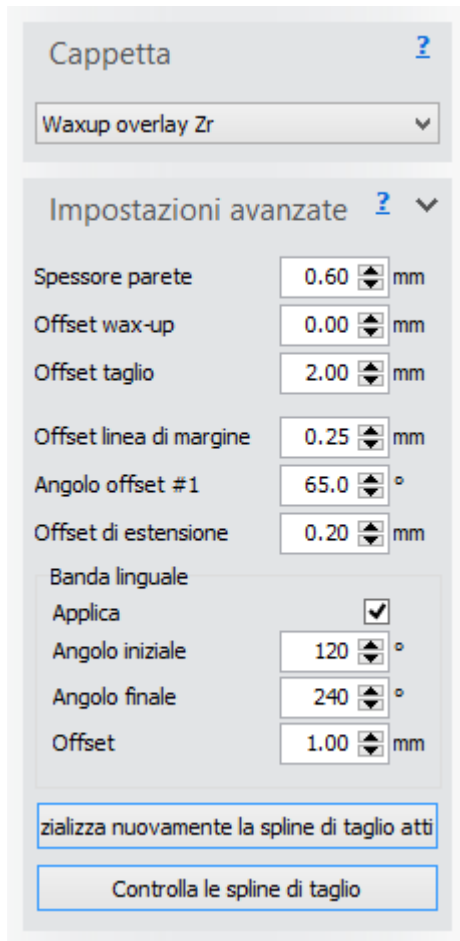 Cappetta ?
Waxup overlay Zr
Impostazioni avanzate ?
Spessore parete 0.60 mm
Offset wax-up 0.00 mm
Offset taglio 2.00 mm
Offset linea di margine 0.25 mm
Angolo offset #1 65.0 °
Offset di estensione 0.20 mm
Banda linguale
Applica
Angolo iniziale 120 °
Angolo finale 240 °
Offset 1.00 mm
zializza nuovamente la spline di taglio atti
Controlla le spline di taglio